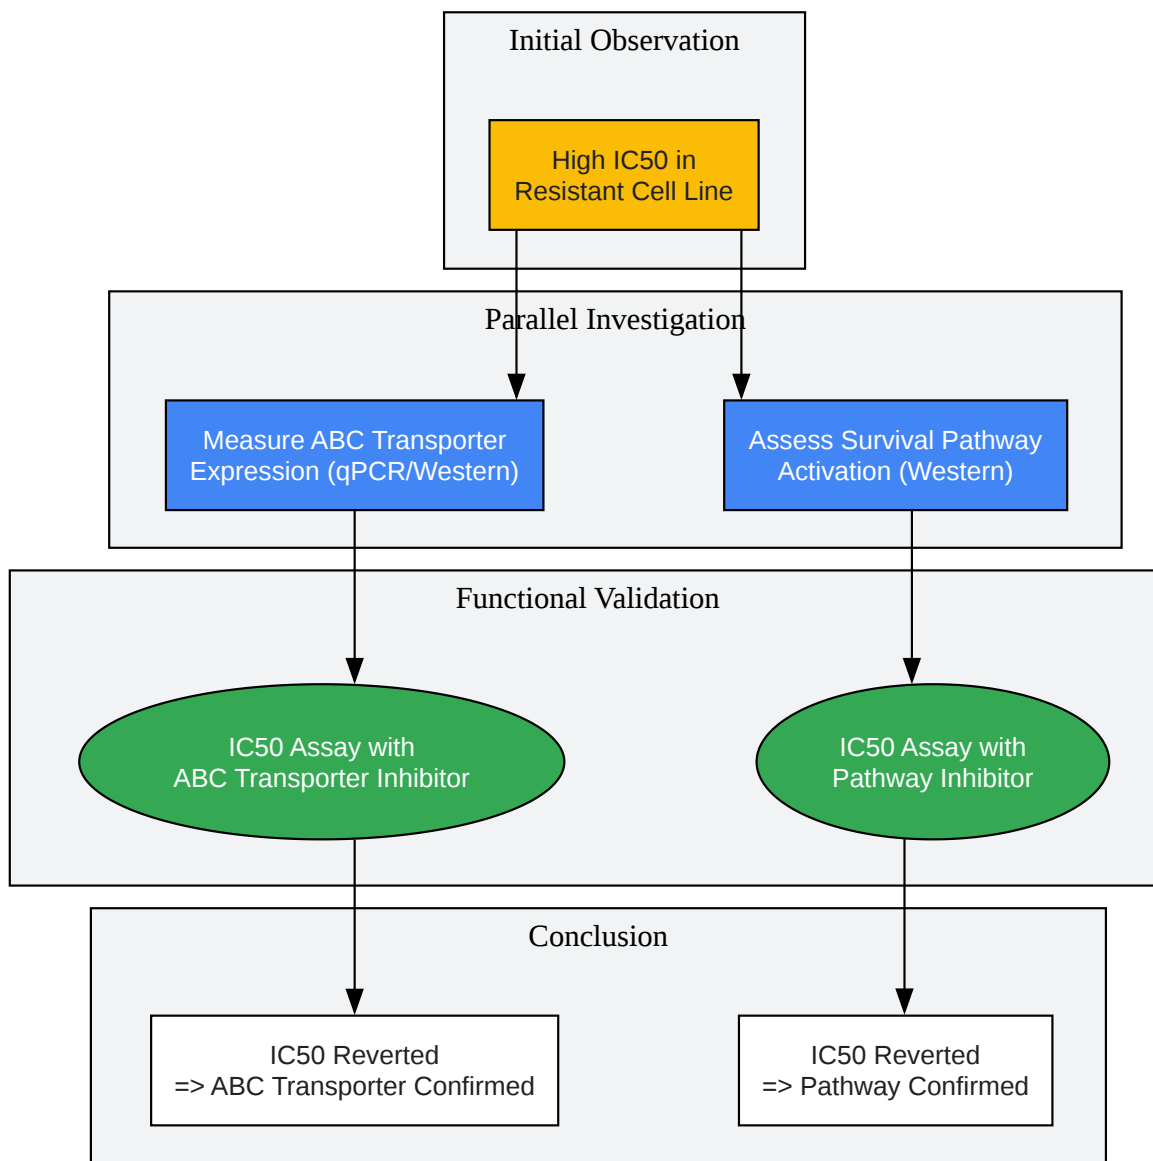 Initial Observation
High IC50 in
Resistant Cell Line
Parallel Investigation
Measure ABC Transporter
Expression (qPCR/Western)
Assess Survival Pathway
Activation (Western)
Functional Validation
IC50 Assay with
ABC Transporter Inhibitor
IC50 Assay with
Pathway Inhibitor
Conclusion
IC50 Reverted
=> ABC Transporter Confirmed
IC50 Reverted
=> Pathway Confirmed